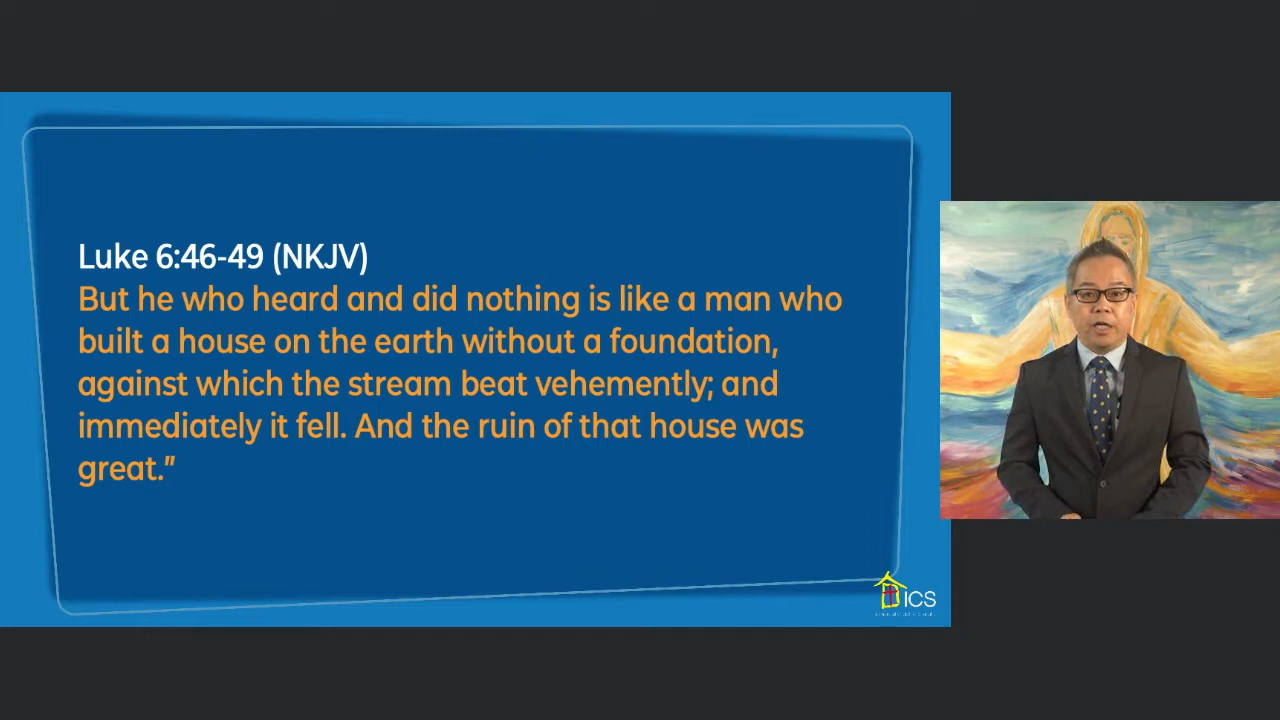 Luke 6:46-49 (NKJV)
But he who heard and did nothing is like a man who
built a house on the earth without a foundation,
against which the stream beat vehemently; and
immediately it fell. And the ruin of that house was
great.”
ICS